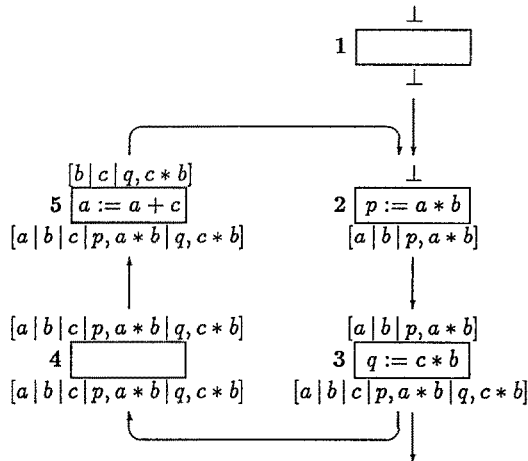 ⊥
1
⊥
[b | c | q, c * b]
5 a := a + c
[a | b | c | p, a * b | q, c * b]
⊥
2 p := a * b
[a | b | p, a * b]
[a | b | c | p, a * b | q, c * b]
4
[a | b | c | p, a * b | q, c * b]
[a | b | p, a * b]
3 q := c * b
[a | b | c | p, a * b | q, c * b]